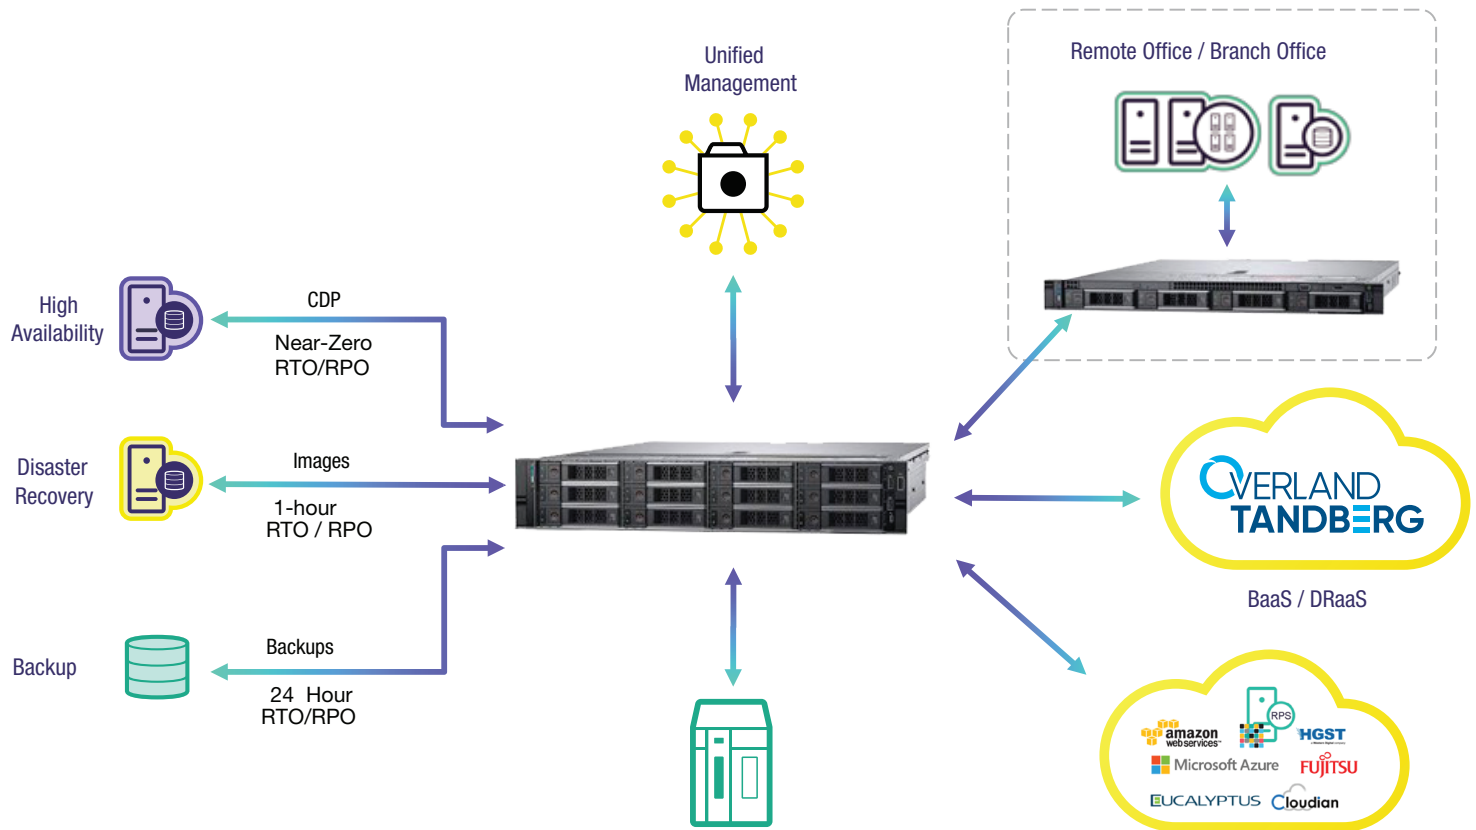 Unified
Management
Remote Office / Branch Office
High
Availability
CDP
Near-Zero
RTO/RPO
Disaster
Recovery
Images
1-hour
RTO / RPO
Backup
Backups
24 Hour
RTO/RPO
OVERLAND
TANDBERG
BaaS / DRaaS
RPS
amazon
webservices™
HGST
Microsoft Azure
FUJITSU
EUCALYPTUS
Cloudian